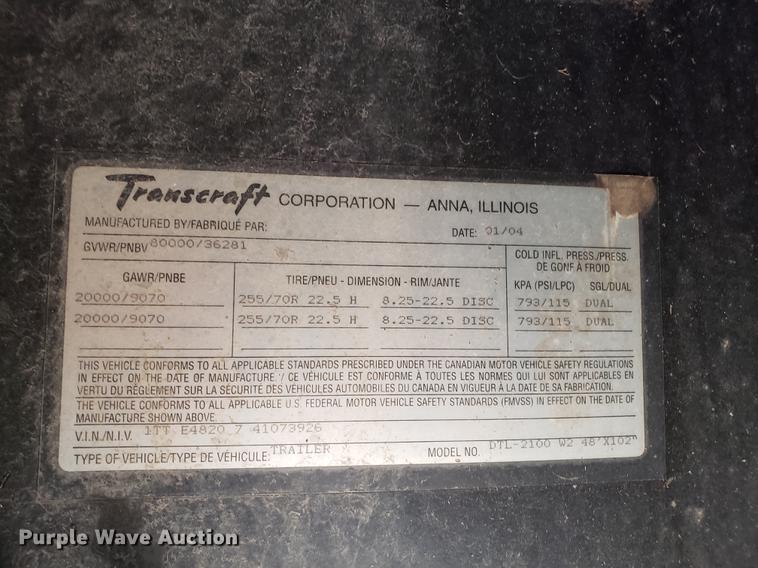 Transcraft CORPORATION — ANNA, ILLINOIS
MANUFACTURED BY/FABRIQUÉ PAR: DATE: 01/04
GVWR/PNBV 80000/36281
COLD INFL. PRESS./PRESS. DE GONF À FROID
GAWR/PNBE TIRE/PNEU - DIMENSION - RIM/JANTE KPA (PSI/LPC) SGL/DUAL
20000/9070 255/70R 22.5 H 8.25-22.5 DISC 793/115 DUAL
20000/9070 255/70R 22.5 H 8.25-22.5 DISC 793/115 DUAL
THIS VEHICLE CONFORMS TO ALL APPLICABLE STANDARDS PRESCRIBED UNDER THE CANADIAN MOTOR VEHICLE SAFETY REGULATIONS
IN EFFECT ON THE DATE OF MANUFACTURE ./ CE VÉHICULE EST CONFORME À TOUTES LES NORMES QUI LUI SONT APPLICABLES EN
VERTU DU RÈGLEMENT SUR LA SÉCURITÉ DES VÉHICULES AUTOMOBILES DU CANADA EN VIGUEUR À LA DATE DE SA FABRICATION.
THE VEHICLE CONFORMS TO ALL APPLICABLE U.S. FEDERAL MOTOR VEHICLE SAFETY STANDARDS (FMVSS) IN EFFECT ON THE DATE OF
MANUFACTURE SHOWN ABOVE.
V.I.N./N.I.V. 1TT E4820 7 41073926
TYPE OF VEHICLE/TYPE DE VÉHICULE: TRAILER MODEL NO. DTL-2100 W2 48'X102"
Purple Wave Auction